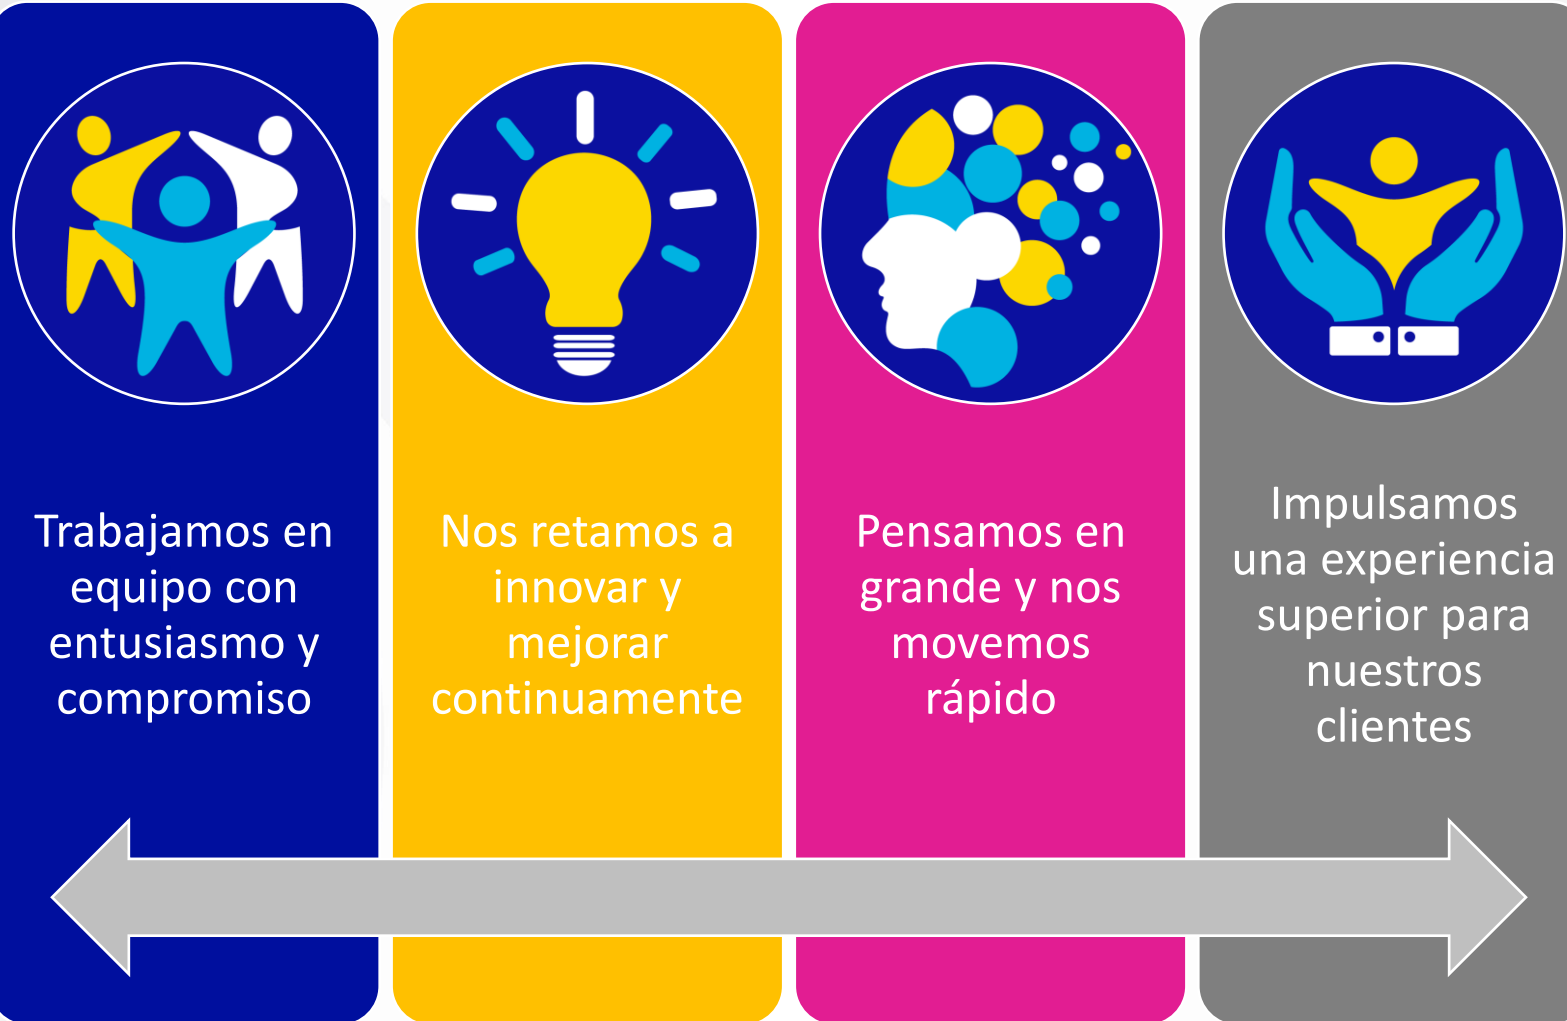 Trabajamos en
equipo con
entusiasmo y
compromiso
Nos retamos a
innovar y
mejorar
continuamente
Pensamos en
grande y nos
movemos
rápido
Impulsamos
una experiencia
superior para
nuestros
clientes